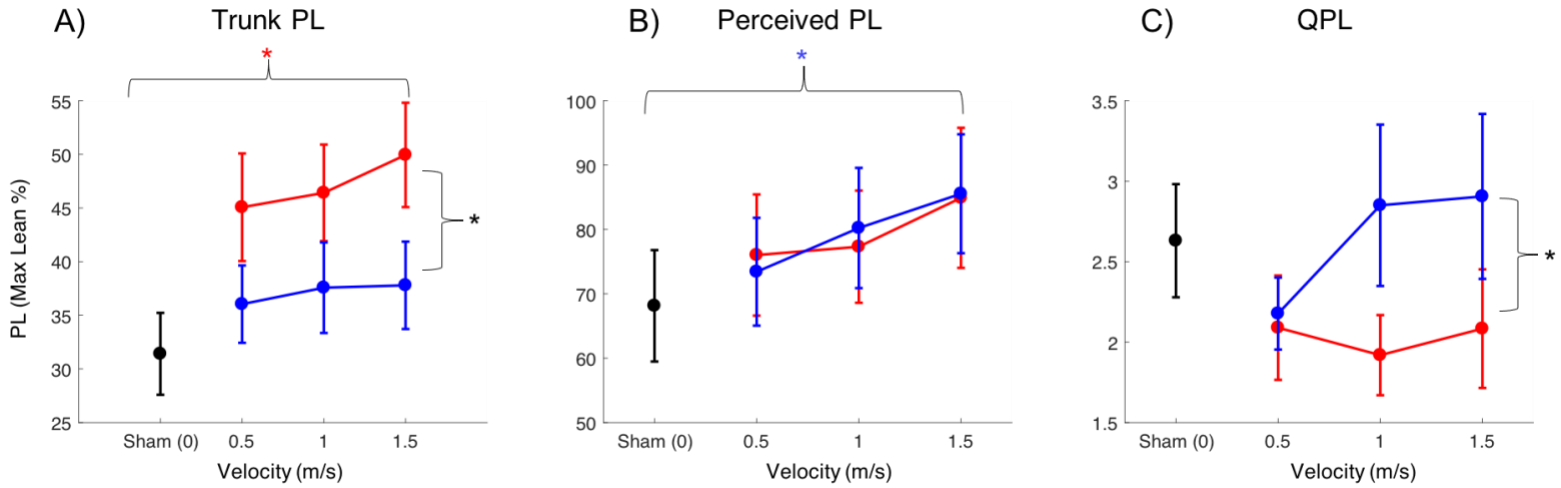 A) Trunk PL
*
PL (Max Lean %)
55
50
45
40
35
30
25
*
Sham (0) 0.5 1 1.5
Velocity (m/s)
B) Perceived PL
*
100
90
80
70
60
50
Sham (0) 0.5 1 1.5
Velocity (m/s)
C) QPL
3.5
3
2.5
2
1.5
*
Sham (0) 0.5 1 1.5
Velocity (m/s)